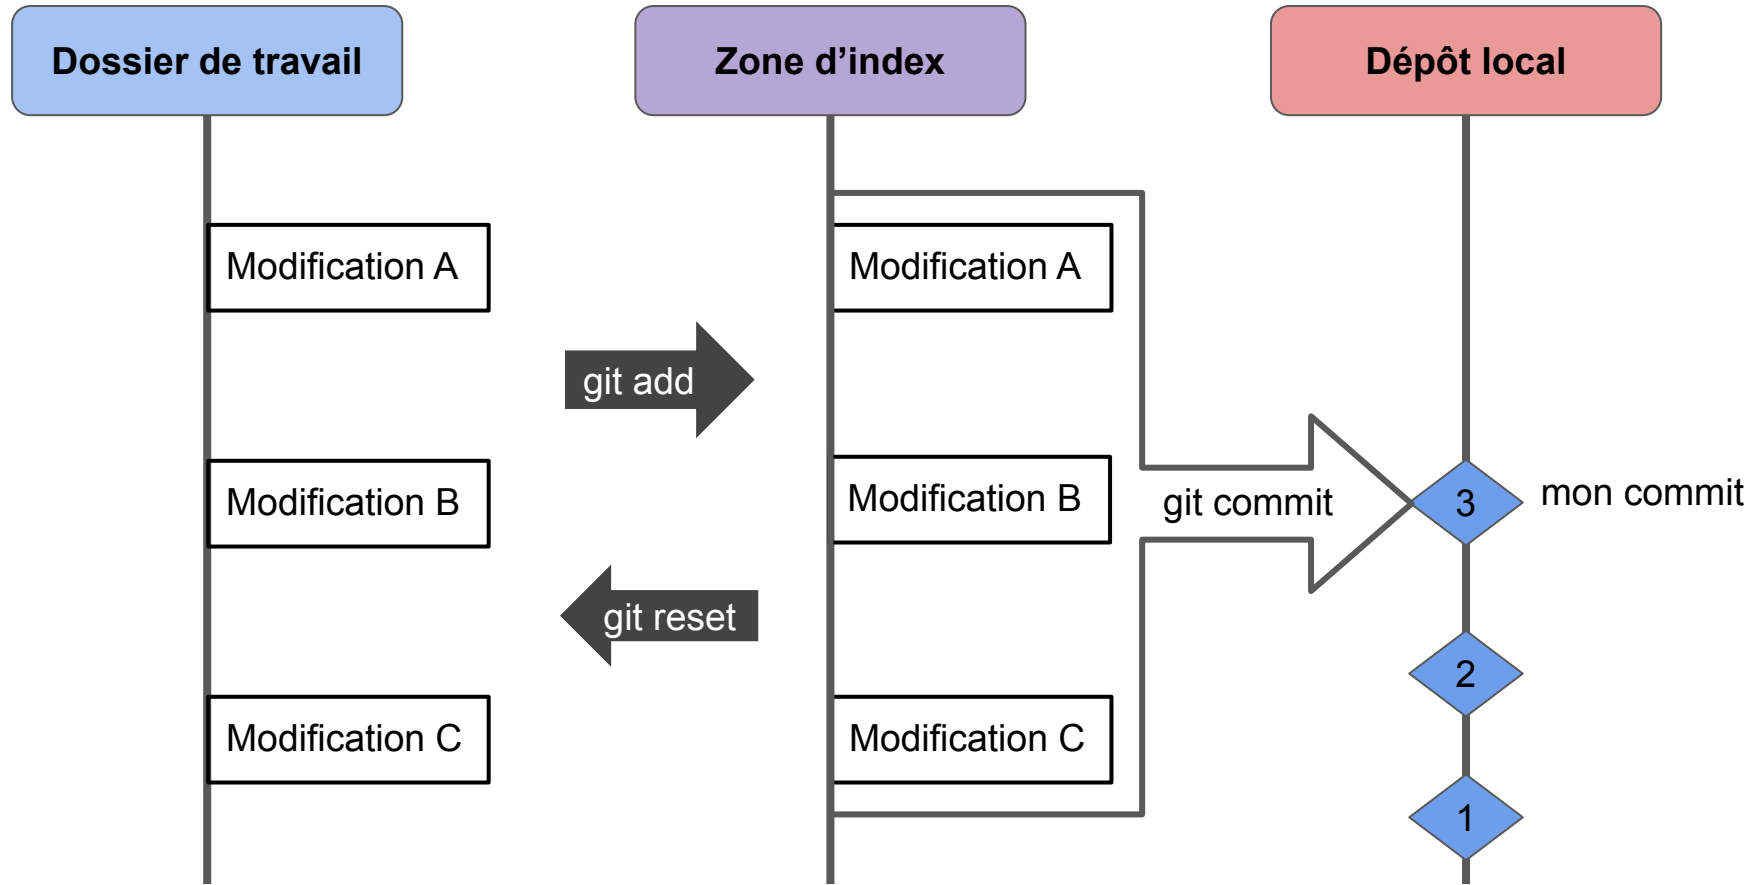 Dossier de travail
Zone d’index
Dépôt local
Modification A
Modification A
git add
Modification B
Modification B
git commit
3
mon commit
git reset
2
Modification C
Modification C
1